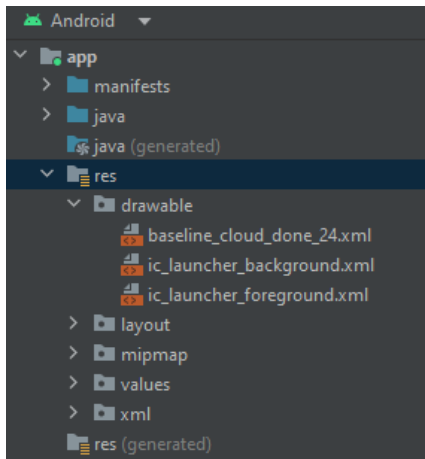 Android
app
manifests
java
java (generated)
res
drawable
baseline_cloud_done_24.xml
ic_launcher_background.xml
ic_launcher_foreground.xml
layout
mipmap
values
xml
res (generated)